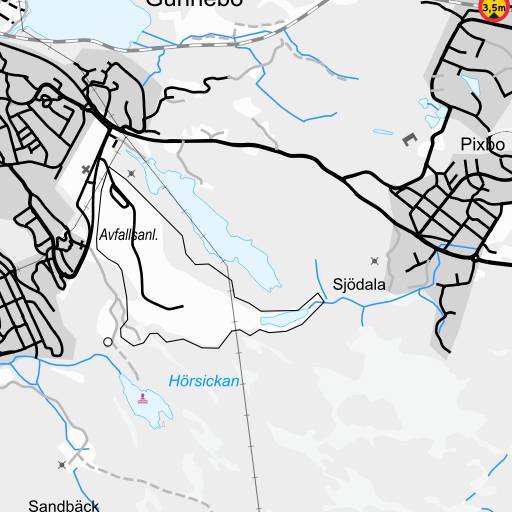 Gunnebo
3,5m
Pixbo
Avfallsanl.
Sjödala
Hörsickan
Sandbäck